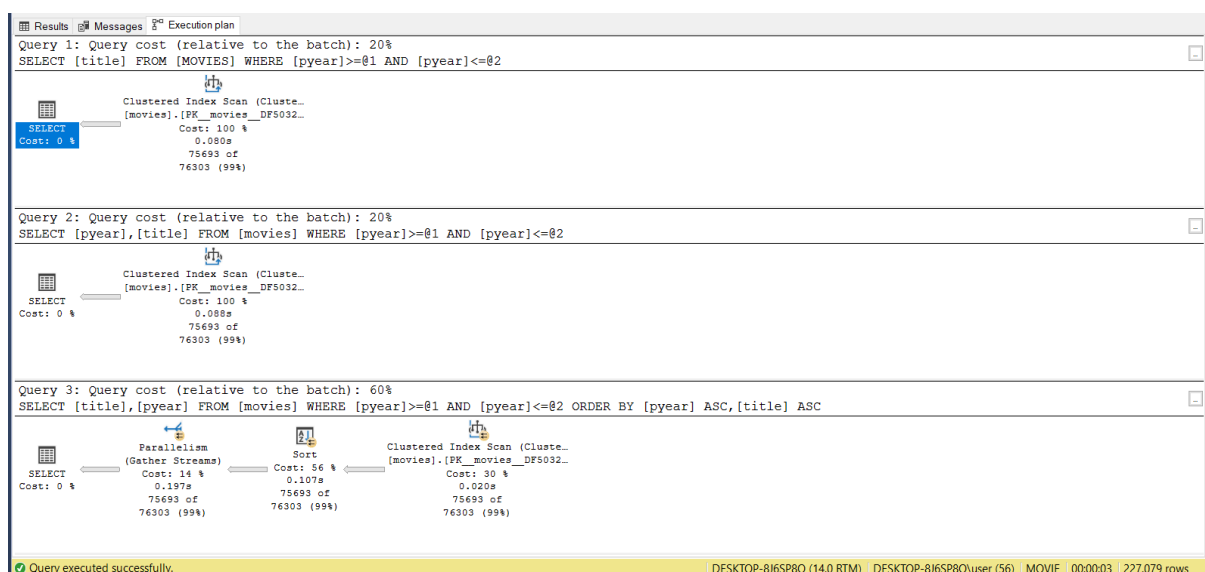 Results Messages Execution plan
Query 1: Query cost (relative to the batch): 20%
SELECT [title] FROM [MOVIES] WHERE [pyear]>=@1 AND [pyear]<=@2
SELECT
Cost: 0 %
Clustered Index Scan (Cluste…
[movies].[PK__movies__DF5032…
Cost: 100 %
0.080s
75693 of
76303 (99%)
Query 2: Query cost (relative to the batch): 20%
SELECT [pyear],[title] FROM [movies] WHERE [pyear]>=@1 AND [pyear]<=@2
SELECT
Cost: 0 %
Clustered Index Scan (Cluste…
[movies].[PK__movies__DF5032…
Cost: 100 %
0.088s
75693 of
76303 (99%)
Query 3: Query cost (relative to the batch): 60%
SELECT [title],[pyear] FROM [movies] WHERE [pyear]>=@1 AND [pyear]<=@2 ORDER BY [pyear] ASC,[title] ASC
SELECT
Cost: 0 %
Parallelism
(Gather Streams)
Cost: 14 %
0.197s
75693 of
76303 (99%)
Sort
Cost: 56 %
0.107s
75693 of
76303 (99%)
Clustered Index Scan (Cluste…
[movies].[PK__movies__DF5032…
Cost: 30 %
0.020s
75693 of
76303 (99%)
Query executed successfully. DESKTOP-8J6SP8O (14.0 RTM) DESKTOP-8J6SP8O\user (56) MOVIE 00:00:03 227,079 rows